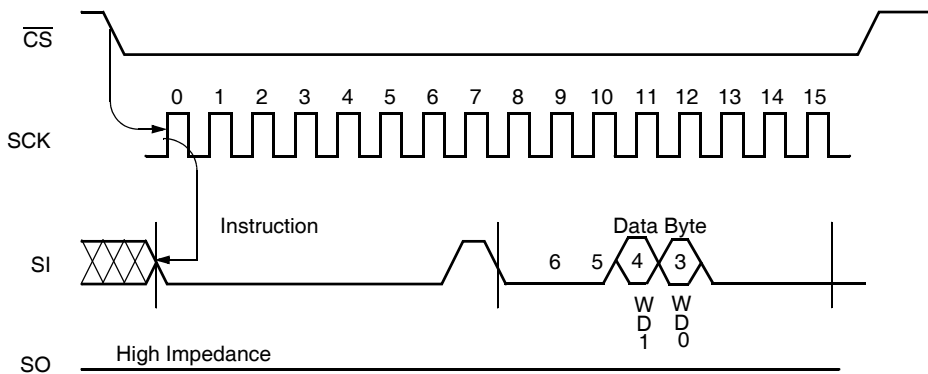 CS
0 1 2 3 4 5 6 7 8 9 10 11 12 13 14 15
SCK
Instruction
Data Byte
SI
6 5 4 3
W D 1
W D 0
High Impedance
SO